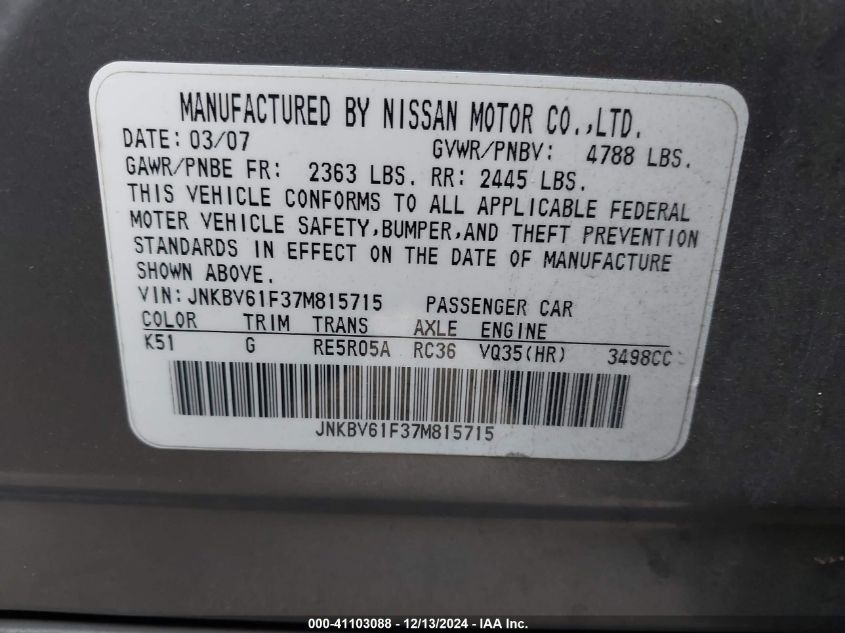 MANUFACTURED BY NISSAN MOTOR CO.,LTD.
DATE: 03/07 GVWR/PNBV: 4788 LBS.
GAWR/PNBE FR: 2363 LBS. RR: 2445 LBS.
THIS VEHICLE CONFORMS TO ALL APPLICABLE FEDERAL
MOTER VEHICLE SAFETY,BUMPER,AND THEFT PREVENTION
STANDARDS IN EFFECT ON THE DATE OF MANUFACTURE
SHOWN ABOVE.
VIN: JNKBV61F37M815715 PASSENGER CAR
COLOR TRIM TRANS AXLE ENGINE
K51 G RE5R05A RC36 VQ35(HR) 3498CC
JNKBV61F37M815715
000-41103088 - 12/13/2024 - IAA Inc.